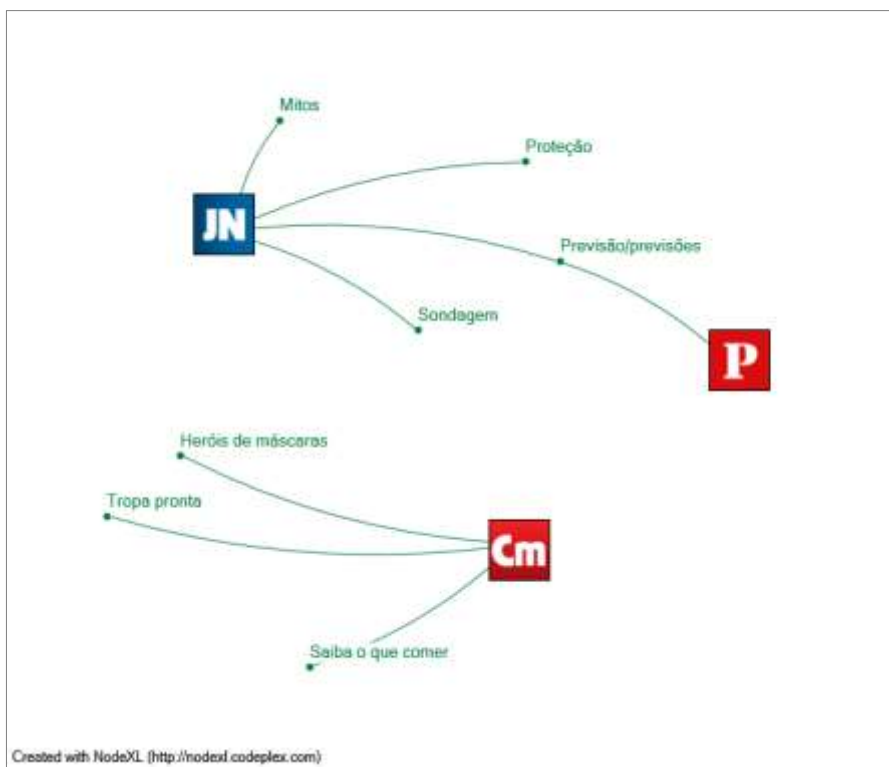 Mitos
Proteção
JN
Previsão/previsões
Sondagem
P
Heróis de máscaras
Tropa pronta
Cm
Saiba o que comer
Created with NodeXL (http://nodexl.codeplex.com)